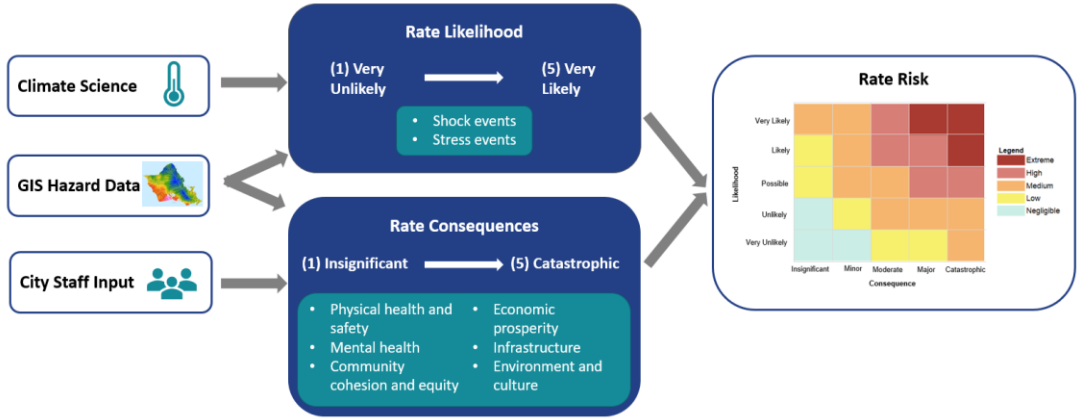 Climate Science
GIS Hazard Data
City Staff Input
Rate Likelihood
(1) Very
Unlikely
(5) Very
Likely
• Shock events
• Stress events
Rate Consequences
(1) Insignificant
(5) Catastrophic
• Physical health and
safety
• Mental health
• Community
cohesion and equity
• Economic
prosperity
• Infrastructure
• Environment and
culture
Rate Risk
Likelihood
Very Likely
Likely
Possible
Unlikely
Very Unlikely
Insignificant Minor Moderate Major Catastrophic
Consequence
Legend
Extreme
High
Medium
Low
Negligible